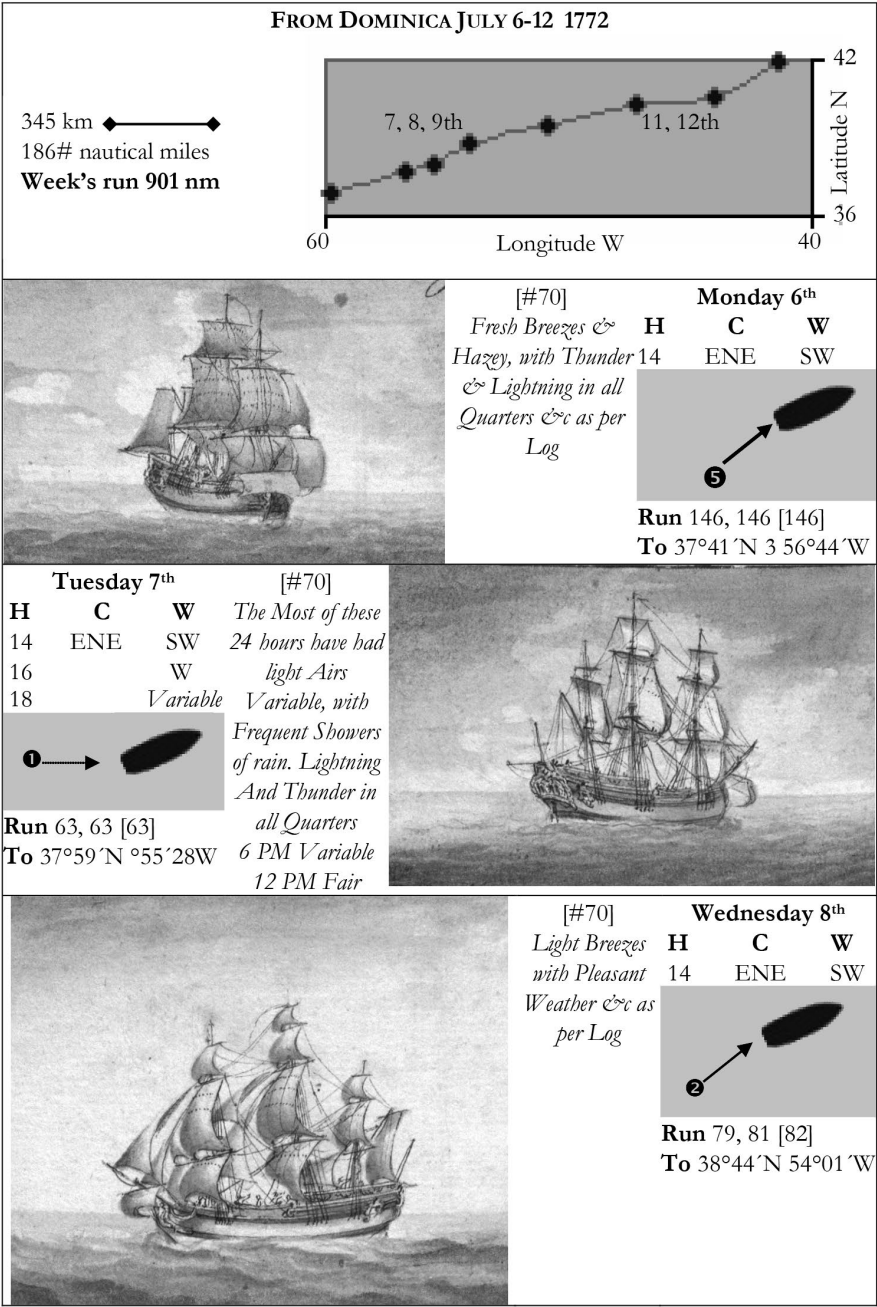 FROM DOMINICA JULY 6-12 1772
345 km
186# nautical miles
Week's run 901 nm
7, 8, 9th
11, 12th
42
Latitude N
36
60
Longitude W
40
[#70]
Fresh Breezes &
Hazey, with Thunder
& Lightning in all
Quarters &c as per
Log
Monday 6th
H C W
14 ENE SW
❺
Run 146, 146 [146]
To 37°41´N 3 56°44´W
Tuesday 7th
H C W
14 ENE SW
16 W
18 Variable
❶
Run 63, 63 [63]
To 37°59´N °55´28W
[#70]
The Most of these
24 hours have had
light Airs
Variable, with
Frequent Showers
of rain. Lightning
And Thunder in
all Quarters
6 PM Variable
12 PM Fair
[#70]
Light Breezes
with Pleasant
Weather &c as
per Log
Wednesday 8th
H C W
14 ENE SW
❷
Run 79, 81 [82]
To 38°44´N 54°01´W